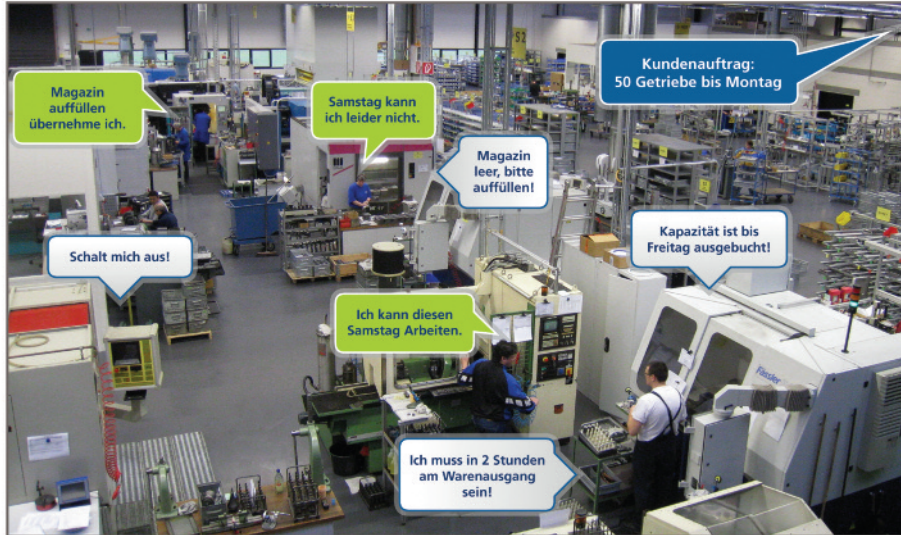 S2
Kundenauftrag:
50 Getriebe bis Montag
Magazin
auffüllen
übernehme ich.
Samstag kann
ich leider nicht.
Magazin
leer, bitte
auffüllen!
Kapazität ist bis
Freitag ausgebucht!
Schalt mich aus!
Ich kann diesen
Samstag Arbeiten.
Fässler
Ich muss in 2 Stunden
am Warenausgang
sein!